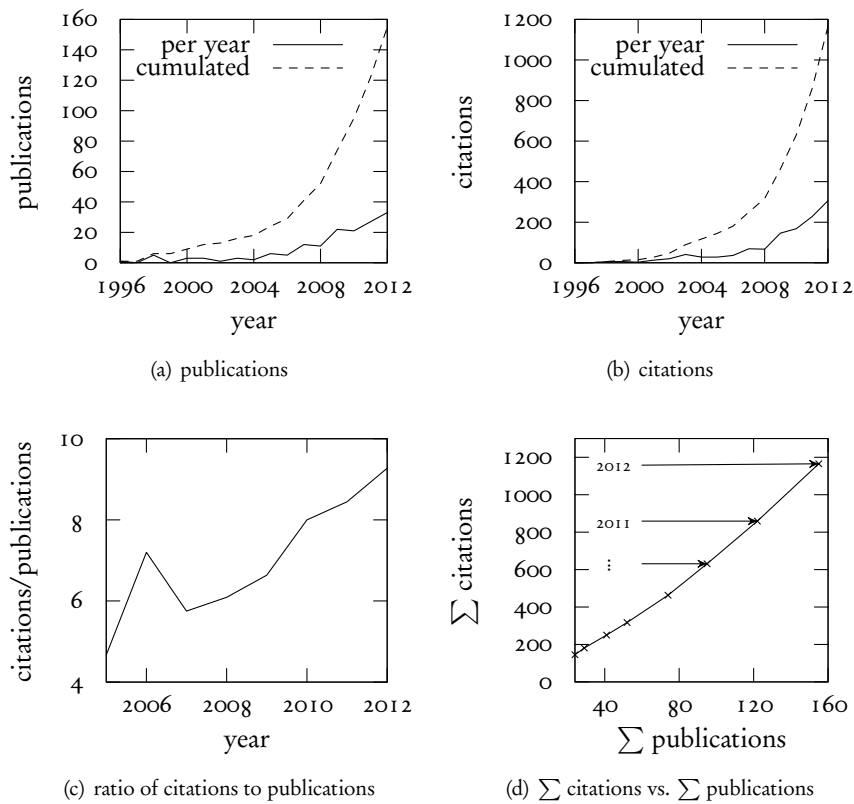 160
140
120
100
80
60
40
20
0
publications
per year
cumulated
1996 2000 2004 2008 2012
year
(a) publications
1200
1000
800
600
400
200
0
citations
per year
cumulated
1996 2000 2004 2008 2012
year
(b) citations
10
8
6
4
citations/publications
2006 2008 2010 2012
year
(c) ratio of citations to publications
1200
1000
800
600
400
200
0
∑ citations
2012
2011
⋮
40 80 120 160
∑ publications
(d) ∑ citations vs. ∑ publications